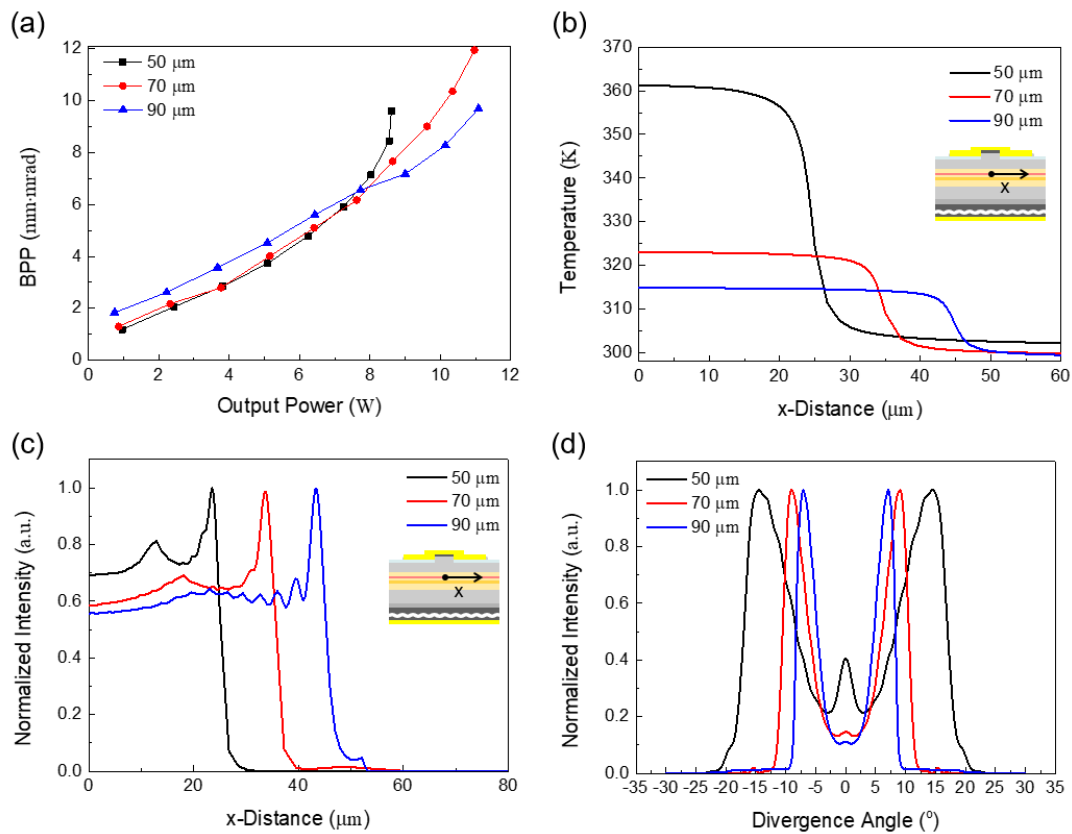 (a)
12
10
8
6
4
2
0
BPP (mm·mrad)
50 μm
70 μm
90 μm
0 2 4 6 8 10 12
Output Power (W)
(b)
370
360
350
340
330
320
310
300
Temperature (K)
50 μm
70 μm
90 μm
x
0 10 20 30 40 50 60
x-Distance (μm)
(c)
1.0
0.8
0.6
0.4
0.2
0.0
Normalized Intensity (a.u.)
50 μm
70 μm
90 μm
x
0 20 40 60 80
x-Distance (μm)
(d)
1.0
0.8
0.6
0.4
0.2
0.0
Normalized Intensity (a.u.)
50 μm
70 μm
90 μm
-35 -30 -25 -20 -15 -10 -5 0 5 10 15 20 25 30 35
Divergence Angle (°)